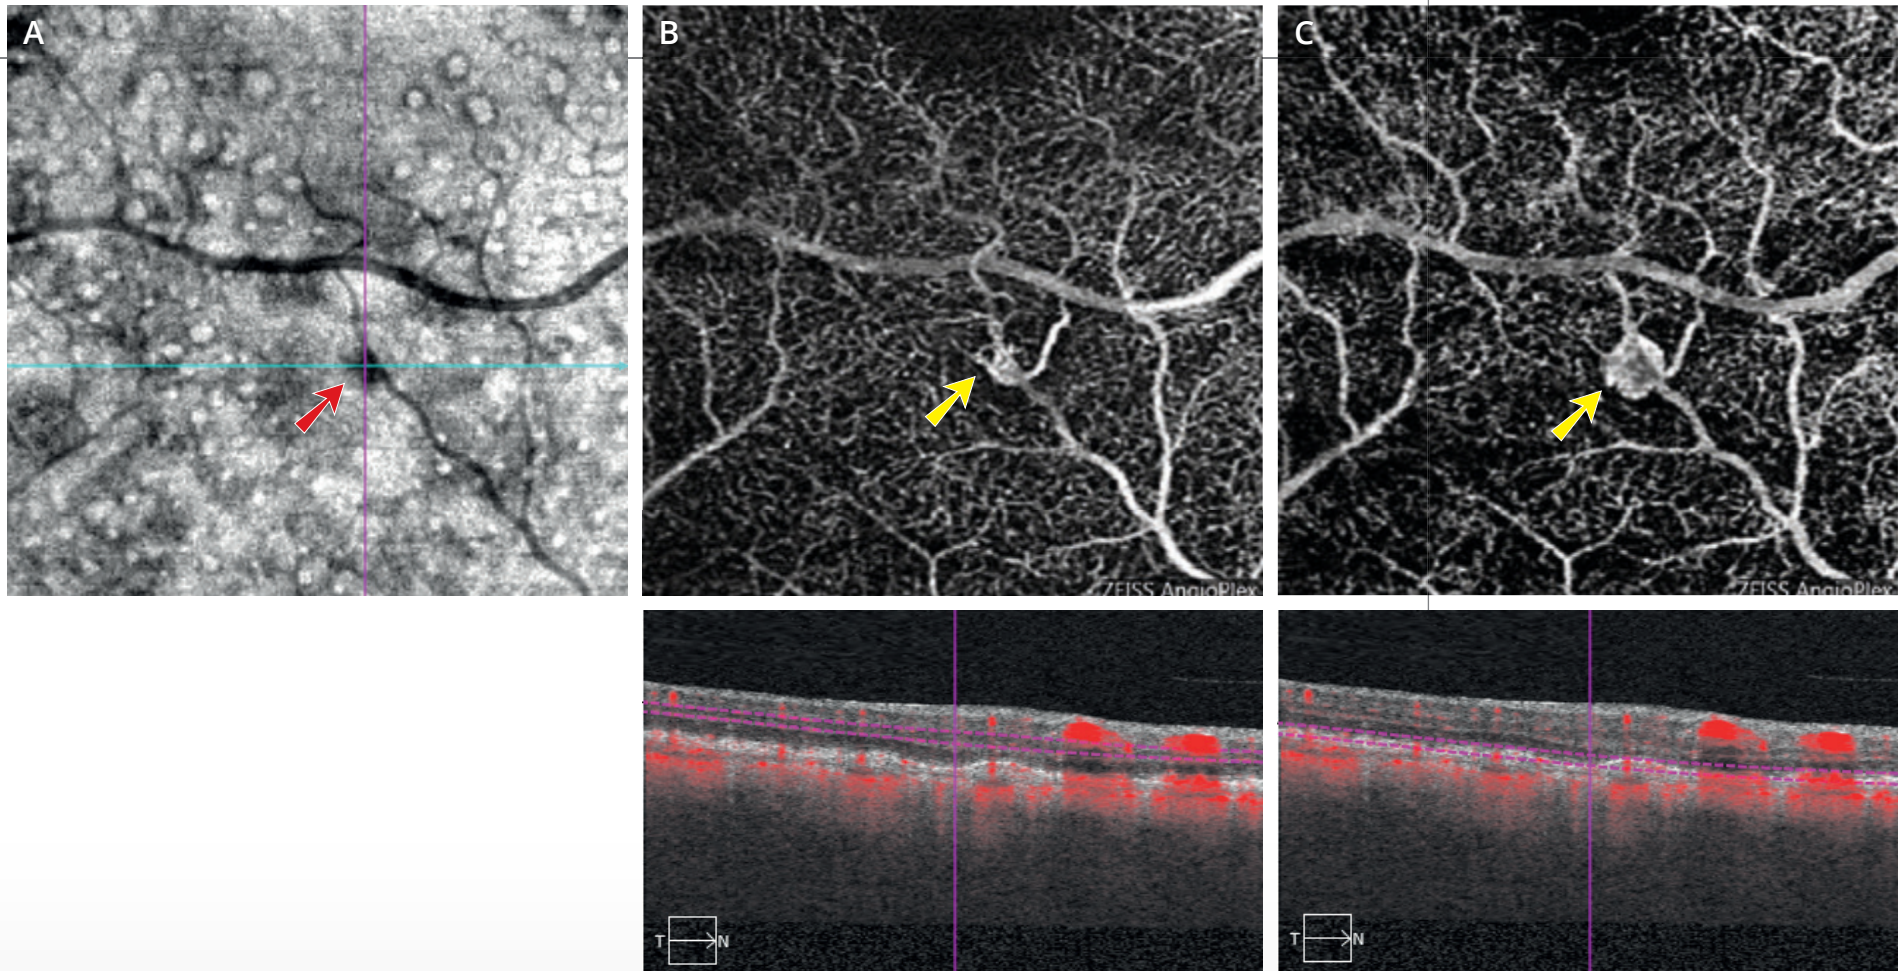 A
B
C
ZEISS AngioPlex
ZEISS AngioPlex
T N
T N